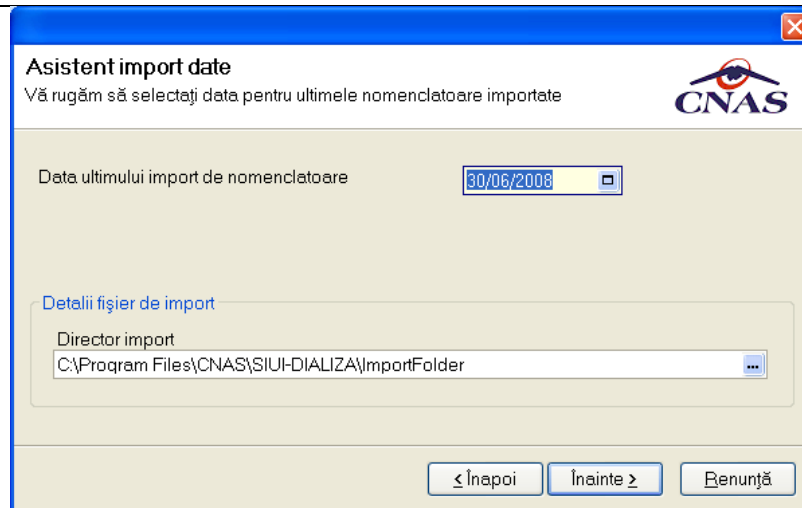 Asistent import date
Vă rugăm să selectaţi data pentru ultimele nomenclatoare importate
CNAS
Data ultimului import de nomenclatoare
30/06/2008
Detalii fişier de import
Director import
C:\Program Files\CNAS\SIUI-DIALIZA\ImportFolder
...
< Înapoi
Înainte >
Renunţă